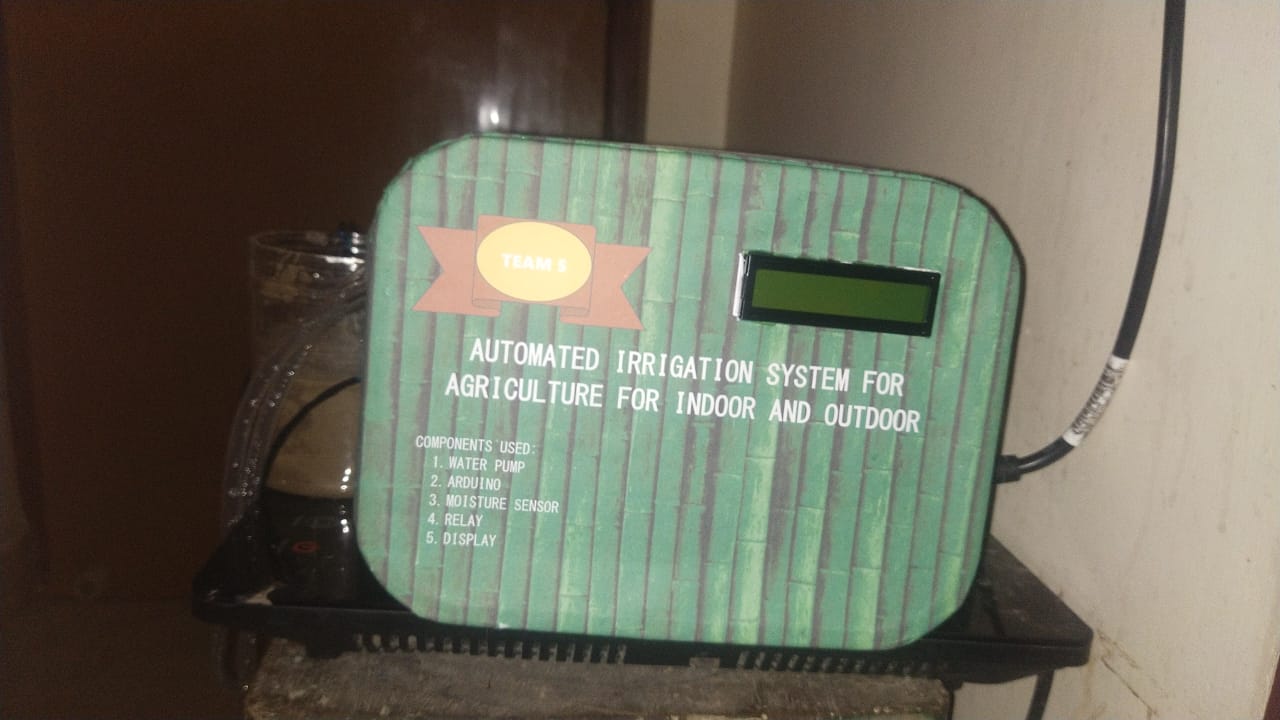 TEAM 5
AUTOMATED IRRIGATION SYSTEM FOR
AGRICULTURE FOR INDOOR AND OUTDOOR
COMPONENTS USED:
1. WATER PUMP
2. ARDUINO
3. MOISTURE SENSOR
4. RELAY
5. DISPLAY